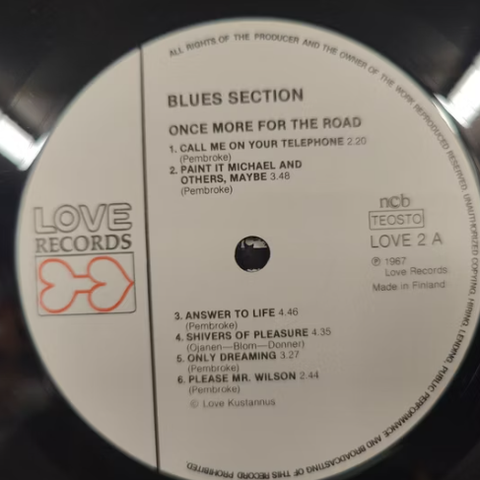 ALL RIGHTS OF THE PRODUCER AND THE OWNER OF THE WORK REPRODUCED RESERVED. UNAUTHORIZED COPYING, HIRING, LENDING, PUBLIC PERFORMANCE AND BROADCASTING OF THIS RECORD PROHIBITED.
BLUES SECTION
ONCE MORE FOR THE ROAD
1. CALL ME ON YOUR TELEPHONE 2.20
(Pembroke)
2. PAINT IT MICHAEL AND
OTHERS, MAYBE 3.48
(Pembroke)
LOVE
RECORDS
ncb
TEOSTO
LOVE 2 A
℗ 1967
Love Records
Made in Finland
3. ANSWER TO LIFE 4.46
(Pembroke)
4. SHIVERS OF PLEASURE 4.35
(Ojanen—Blom—Donner)
5. ONLY DREAMING 3.27
(Pembroke)
6. PLEASE MR. WILSON 2.44
(Pembroke)
© Love Kustannus